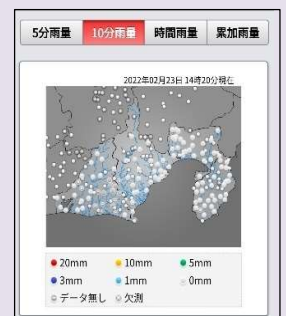 5分雨量 10分雨量 時間雨量 累加雨量
2022年02月23日 14時20分現在
20mm 10mm 5mm
3mm 1mm 0mm
データ無し 欠測